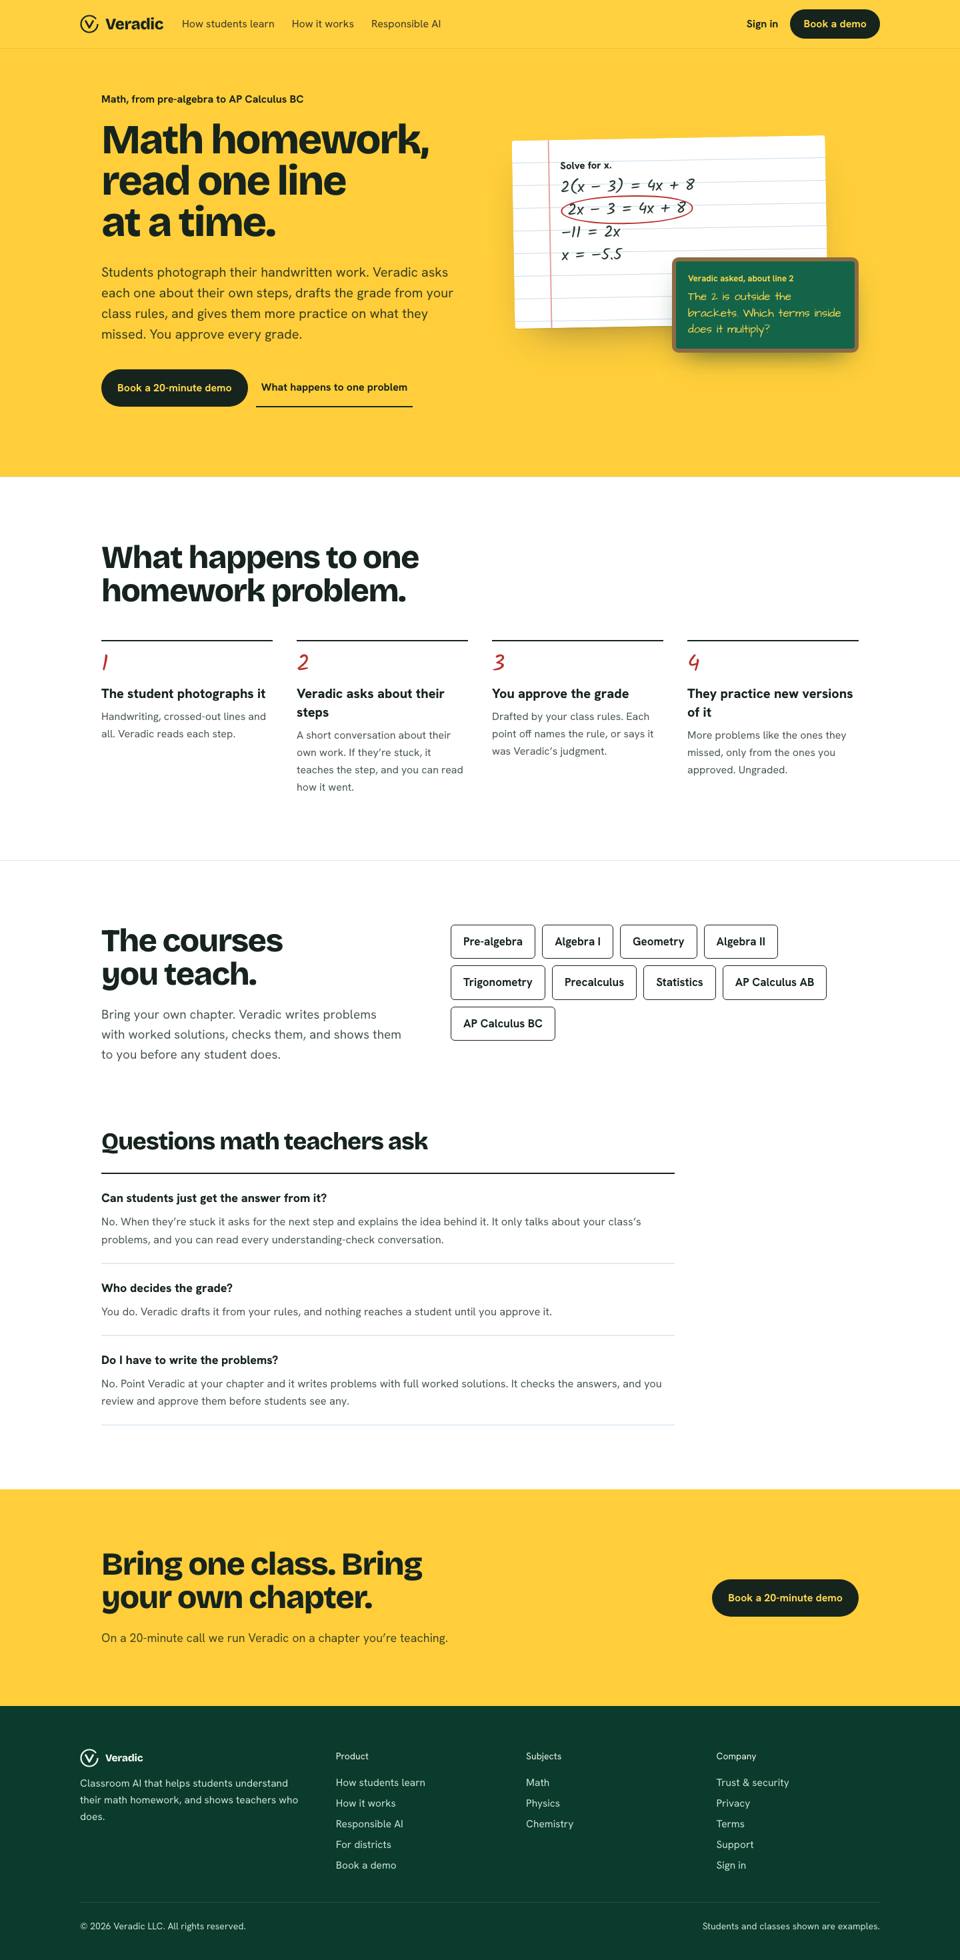 Veradic How students learn How it works Responsible AI Sign in Book a demo
Math, from pre-algebra to AP Calculus BC
Math homework,
read one line
at a time.
Students photograph their handwritten work. Veradic asks
each one about their own steps, drafts the grade from your
class rules, and gives them more practice on what they
missed. You approve every grade.
Book a 20-minute demo What happens to one problem
Solve for x.
2(x − 3) = 4x + 8
2x − 3 = 4x + 8
−11 = 2x
x = −5.5
Veradic asked, about line 2
The 2 is outside the
brackets. Which terms inside
does it multiply?
What happens to one
homework problem.
1
The student photographs it
Handwriting, crossed-out lines and
all. Veradic reads each step.
2
Veradic asks about their
steps
A short conversation about their
own work. If they’re stuck, it
teaches the step, and you can read
how it went.
3
You approve the grade
Drafted by your class rules. Each
point off names the rule, or says it
was Veradic’s judgment.
4
They practice new versions
of it
More problems like the ones they
missed, only from the ones you
approved. Ungraded.
The courses
you teach.
Bring your own chapter. Veradic writes problems
with worked solutions, checks them, and shows them
to you before any student does.
Pre-algebra Algebra I Geometry Algebra II
Trigonometry Precalculus Statistics AP Calculus AB
AP Calculus BC
Questions math teachers ask
Can students just get the answer from it?
No. When they’re stuck it asks for the next step and explains the idea behind it. It only talks about your class’s
problems, and you can read every understanding-check conversation.
Who decides the grade?
You do. Veradic drafts it from your rules, and nothing reaches a student until you approve it.
Do I have to write the problems?
No. Point Veradic at your chapter and it writes problems with full worked solutions. It checks the answers, and you
review and approve them before students see any.
Bring one class. Bring
your own chapter.
On a 20-minute call we run Veradic on a chapter you’re teaching.
Book a 20-minute demo
Veradic
Classroom AI that helps students understand
their math homework, and shows teachers who
does.
Product
How students learn
How it works
Responsible AI
For districts
Book a demo
Subjects
Math
Physics
Chemistry
Company
Trust & security
Privacy
Terms
Support
Sign in
© 2026 Veradic LLC. All rights reserved. Students and classes shown are examples.